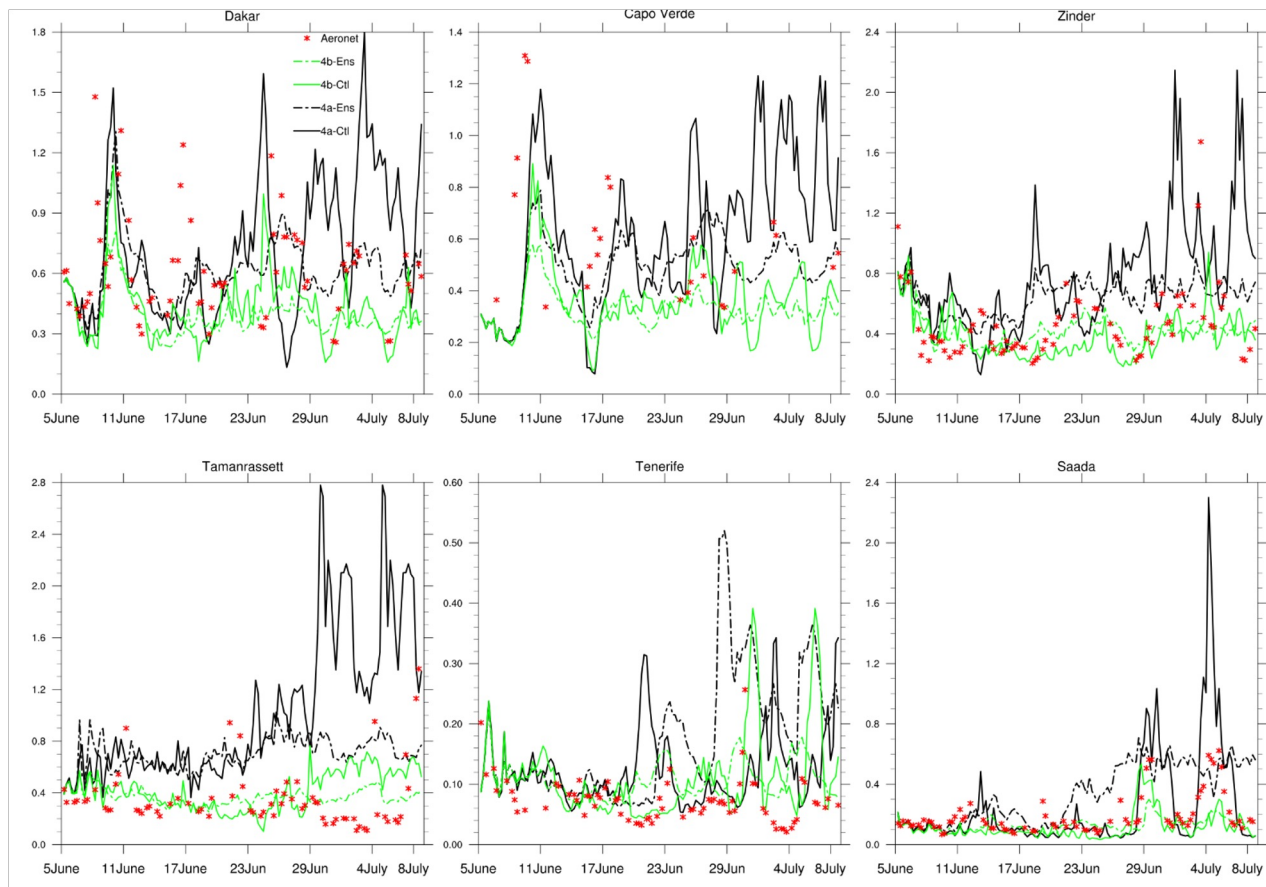 Dakar
1.8
1.5
1.2
0.9
0.6
0.3
0.0
5June 11June 17June 23Jun 29Jun 4July 8July
Aeronet
4b-Ens
4b-Ctl
4a-Ens
4a-Ctl
Capo Verde
1.4
1.2
1.0
0.8
0.6
0.4
0.2
0.0
5June 11June 17June 23Jun 29Jun 4July 8July
Zinder
2.4
2.0
1.6
1.2
0.8
0.4
0.0
5June 11June 17June 23Jun 29Jun 4July 8July
Tamanrassett
2.8
2.4
2.0
1.6
1.2
0.8
0.4
0.0
5June 11June 17June 23Jun 29Jun 4July 8July
Tenerife
0.60
0.50
0.40
0.30
0.20
0.10
0.00
5June 11June 17June 23Jun 29Jun 4July 8July
Saada
2.4
2.0
1.6
1.2
0.8
0.4
0.0
5June 11June 17June 23Jun 29Jun 4July 8July